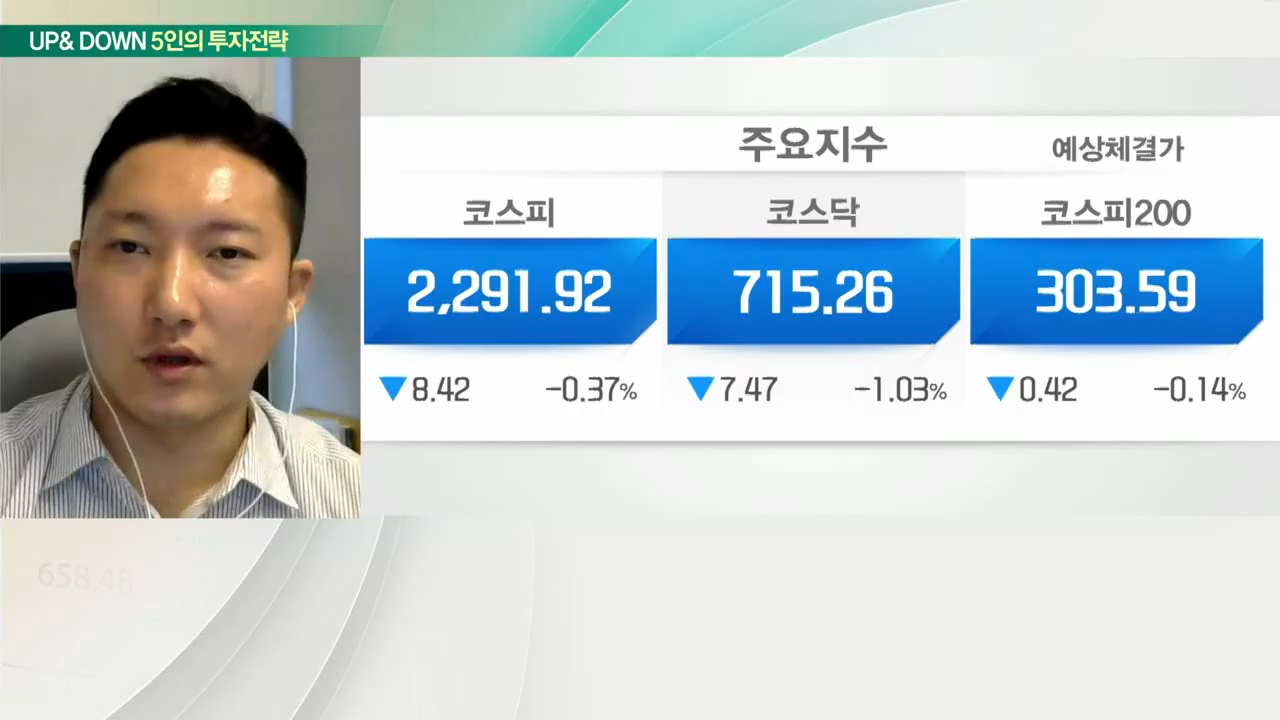 UP& DOWN 5인의 투자전략
주요지수 예상체결가
코스피 코스닥 코스피200
2,291.92 715.26 303.59
▼8.42 -0.37% ▼7.47 -1.03% ▼0.42 -0.14%
658.48